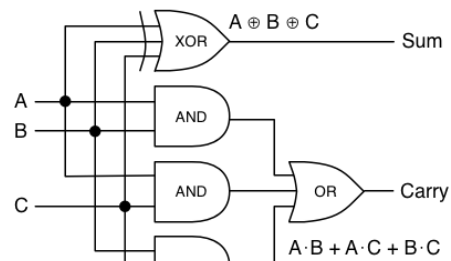 A ⊕ B ⊕ C
XOR
Sum
A
AND
B
AND
OR
Carry
C
A·B + A·C + B·C